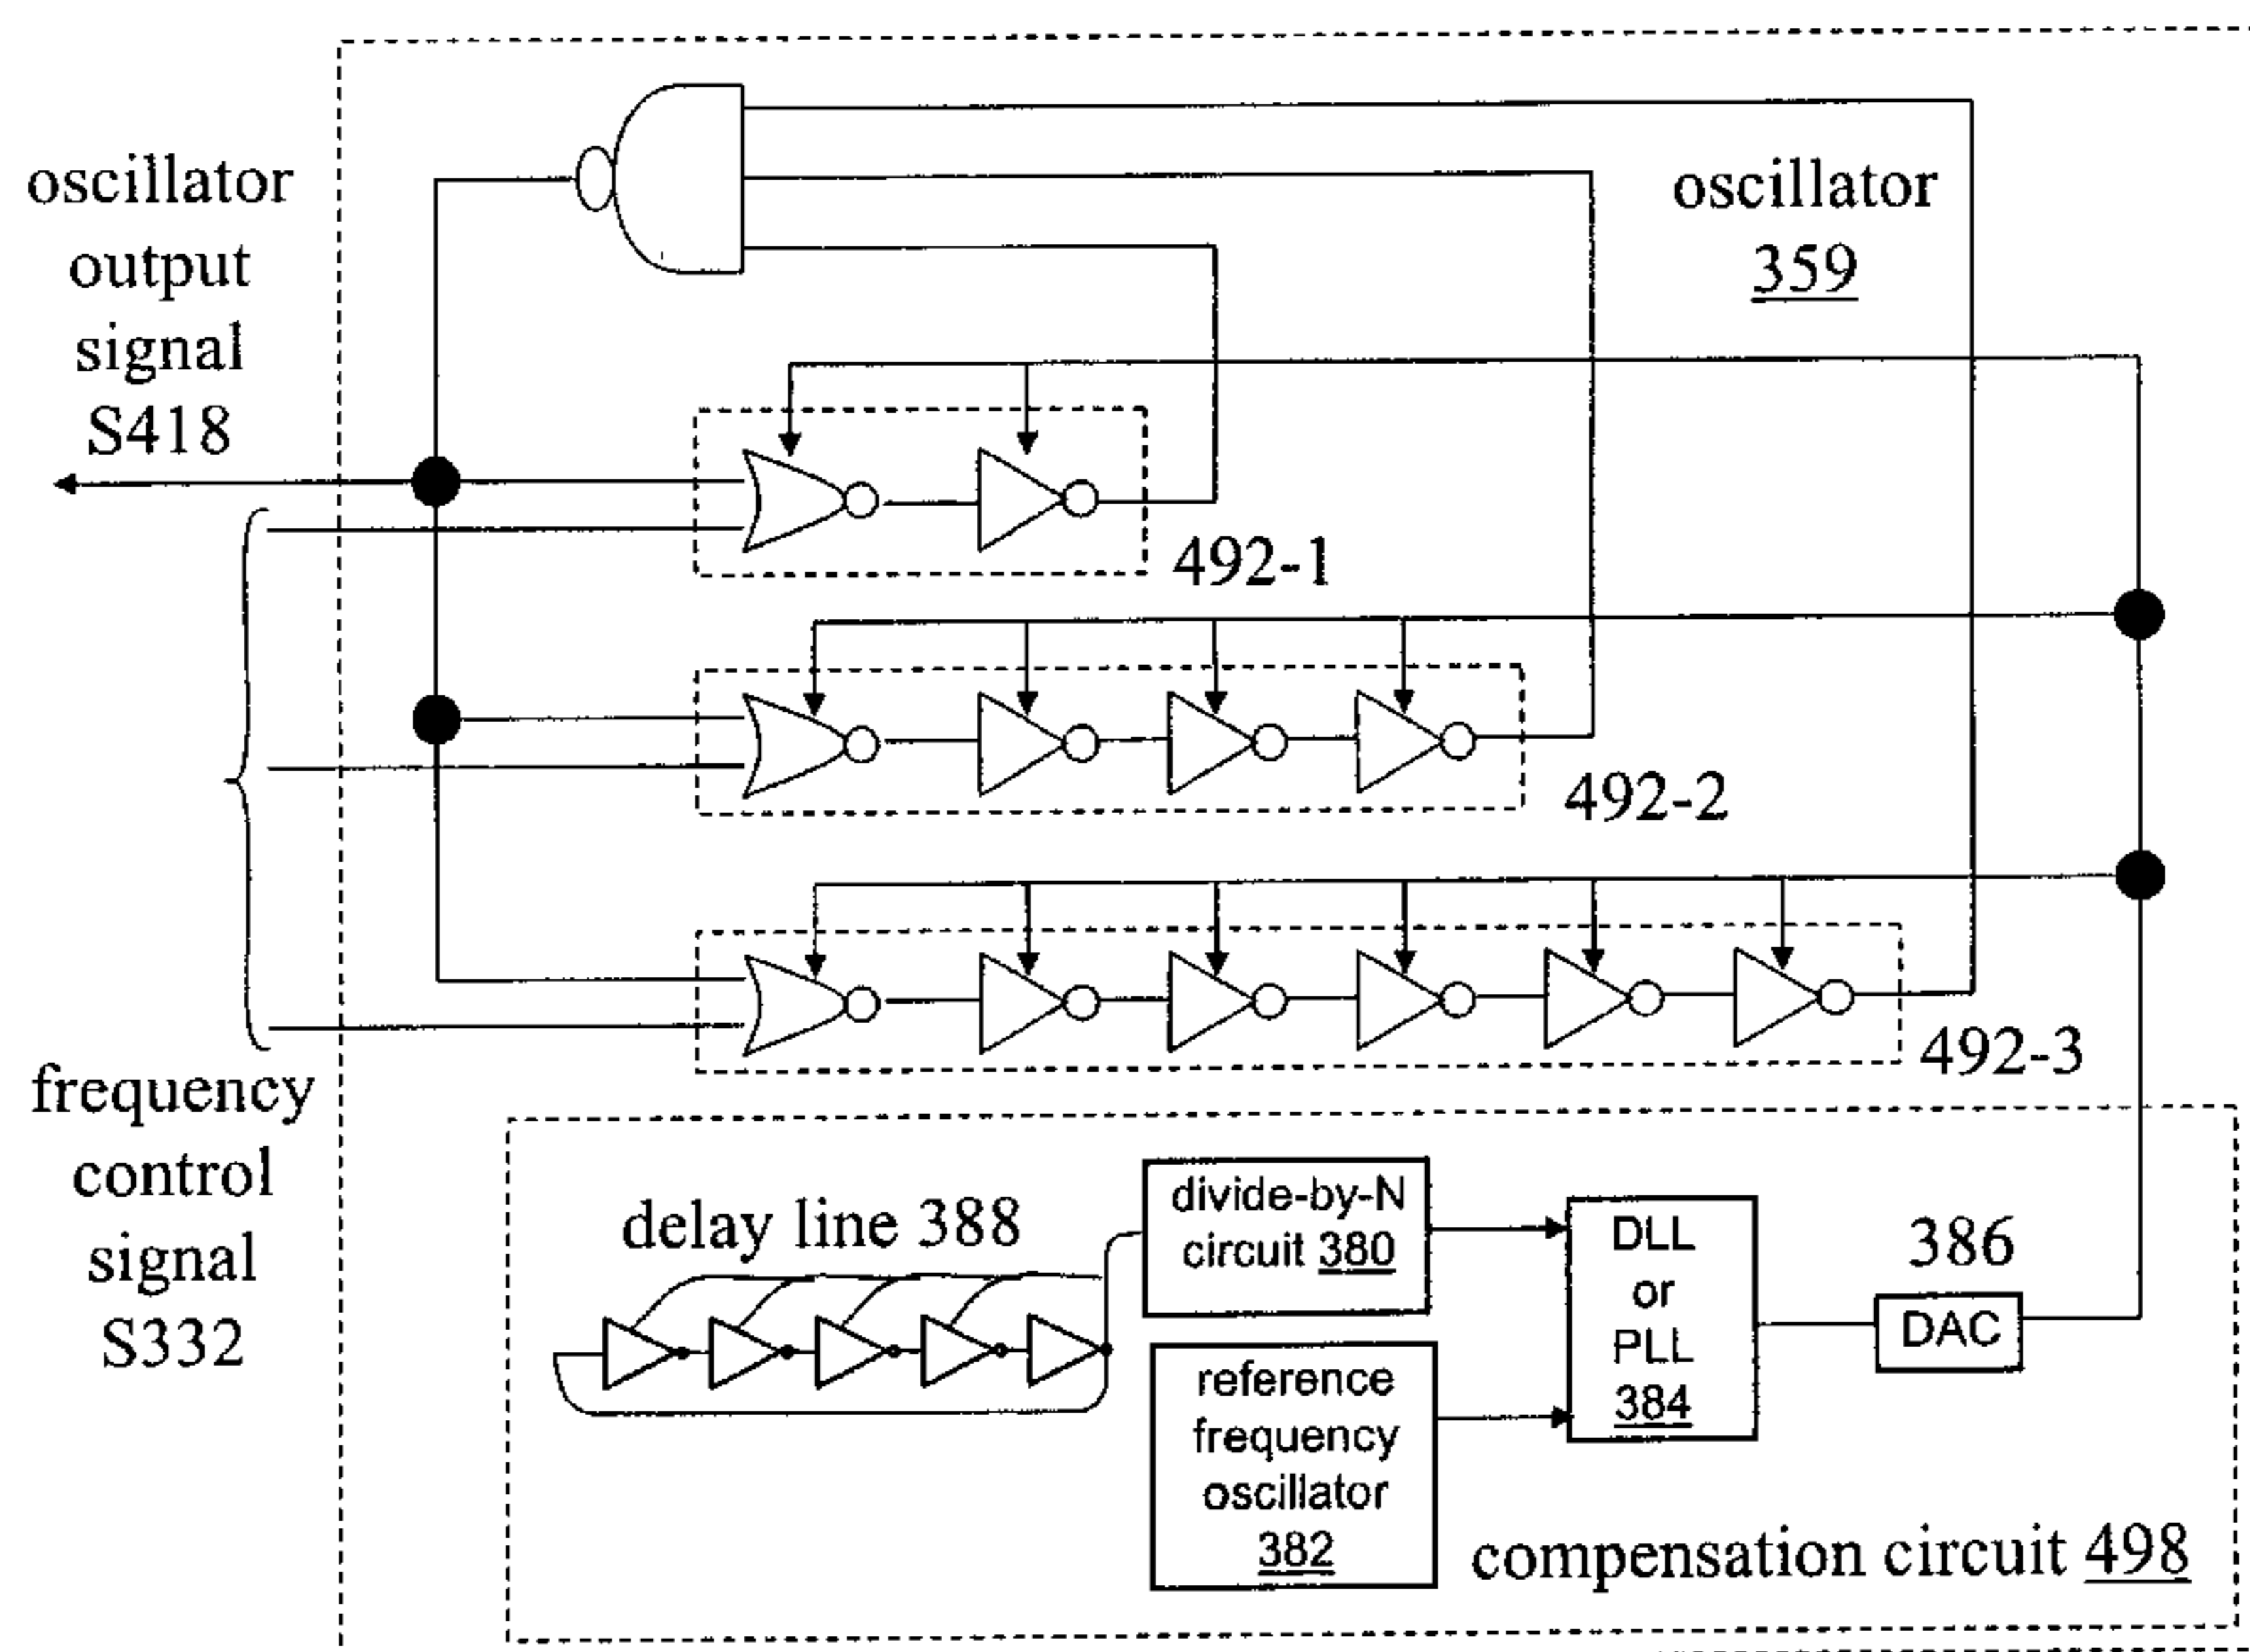 oscillator
output
signal
S418
oscillator
359
492-1
492-2
492-3
frequency
control
signal
S332
delay line 388
divide-by-N
circuit 380
reference
frequency
oscillator
382
DLL
or
PLL
384
386
DAC
compensation circuit 498